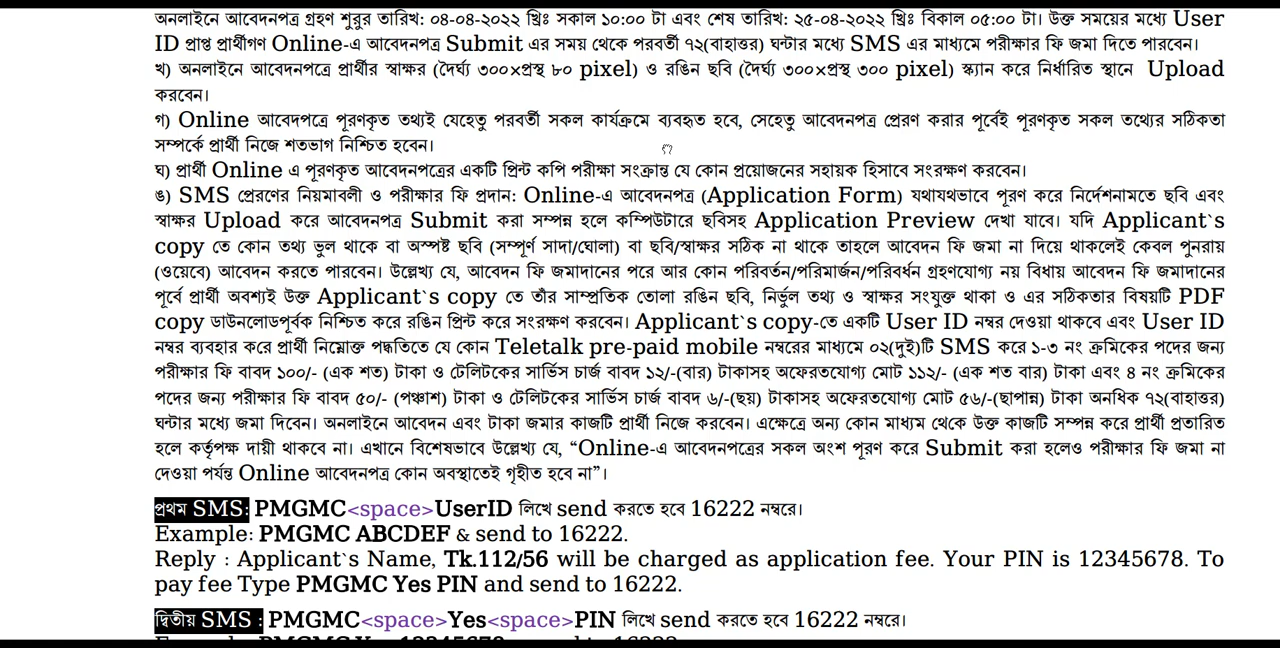 অনলাইনে আবেদনপত্র গ্রহণ শুরুর তারিখ: ০৪-০৪-২০২২ খ্রিঃ সকাল ১০:০০ টা এবং শেষ তারিখ: ২৫-০৪-২০২২ খ্রিঃ বিকাল ০৫:০০ টা। উক্ত সময়ের মধ্যে User
ID প্রাপ্ত প্রার্থীগণ Online-এ আবেদনপত্র Submit এর সময় থেকে পরবর্তী ৭২(বাহাত্তর) ঘন্টার মধ্যে SMS এর মাধ্যমে পরীক্ষার ফি জমা দিতে পারবেন।
খ) অনলাইনে আবেদনপত্রে প্রার্থীর স্বাক্ষর (দৈর্ঘ্য ৩০০×প্রস্থ ৮০ pixel) ও রঙিন ছবি (দৈর্ঘ্য ৩০০×প্রস্থ ৩০০ pixel) স্ক্যান করে নির্ধারিত স্থানে Upload
করবেন।
গ) Online আবেদপত্রে পূরণকৃত তথ্যই যেহেতু পরবর্তী সকল কার্যক্রমে ব্যবহৃত হবে, সেহেতু আবেদনপত্র প্রেরণ করার পূর্বেই পূরণকৃত সকল তথ্যের সঠিকতা
সম্পর্কে প্রার্থী নিজে শতভাগ নিশ্চিত হবেন।
ঘ) প্রার্থী Online এ পূরণকৃত আবেদনপত্রের একটি প্রিন্ট কপি পরীক্ষা সংক্রান্ত যে কোন প্রয়োজনের সহায়ক হিসাবে সংরক্ষণ করবেন।
ঙ) SMS প্রেরণের নিয়মাবলী ও পরীক্ষার ফি প্রদান: Online-এ আবেদনপত্র (Application Form) যথাযথভাবে পূরণ করে নির্দেশনামতে ছবি এবং
স্বাক্ষর Upload করে আবেদনপত্র Submit করা সম্পন্ন হলে কম্পিউটারে ছবিসহ Application Preview দেখা যাবে। যদি Applicant`s
copy তে কোন তথ্য ভুল থাকে বা অস্পষ্ট ছবি (সম্পূর্ণ সাদা/ঘোলা) বা ছবি/স্বাক্ষর সঠিক না থাকে তাহলে আবেদন ফি জমা না দিয়ে থাকলেই কেবল পুনরায়
(ওয়েবে) আবেদন করতে পারবেন। উল্লেখ্য যে, আবেদন ফি জমাদানের পরে আর কোন পরিবর্তন/পরিমার্জন/পরিবর্ধন গ্রহণযোগ্য নয় বিধায় আবেদন ফি জমাদানের
পূর্বে প্রার্থী অবশ্যই উক্ত Applicant`s copy তে তাঁর সাম্প্রতিক তোলা রঙিন ছবি, নির্ভুল তথ্য ও স্বাক্ষর সংযুক্ত থাকা ও এর সঠিকতার বিষয়টি PDF
copy ডাউনলোডপূর্বক নিশ্চিত করে রঙিন প্রিন্ট করে সংরক্ষণ করবেন। Applicant`s copy-তে একটি User ID নম্বর দেওয়া থাকবে এবং User ID
নম্বর ব্যবহার করে প্রার্থী নিম্নোক্ত পদ্ধতিতে যে কোন Teletalk pre-paid mobile নম্বরের মাধ্যমে ০২(দুই)টি SMS করে ১-৩ নং ক্রমিকের পদের জন্য
পরীক্ষার ফি বাবদ ১০০/- (এক শত) টাকা ও টেলিটকের সার্ভিস চার্জ বাবদ ১২/-(বার) টাকাসহ অফেরতযোগ্য মোট ১১২/- (এক শত বার) টাকা এবং ৪ নং ক্রমিকের
পদের জন্য পরীক্ষার ফি বাবদ ৫০/- (পঞ্চাশ) টাকা ও টেলিটকের সার্ভিস চার্জ বাবদ ৬/-(ছয়) টাকাসহ অফেরতযোগ্য মোট ৫৬/-(ছাপান্ন) টাকা অনধিক ৭২(বাহাত্তর)
ঘন্টার মধ্যে জমা দিবেন। অনলাইনে আবেদন এবং টাকা জমার কাজটি প্রার্থী নিজে করবেন। এক্ষেত্রে অন্য কোন মাধ্যম থেকে উক্ত কাজটি সম্পন্ন করে প্রার্থী প্রতারিত
হলে কর্তৃপক্ষ দায়ী থাকবে না। এখানে বিশেষভাবে উল্লেখ্য যে, “Online-এ আবেদনপত্রের সকল অংশ পূরণ করে Submit করা হলেও পরীক্ষার ফি জমা না
দেওয়া পর্যন্ত Online আবেদনপত্র কোন অবস্থাতেই গৃহীত হবে না”।
প্রথম SMS: PMGMC<space>UserID লিখে send করতে হবে 16222 নম্বরে।
Example: PMGMC ABCDEF & send to 16222.
Reply : Applicant`s Name, Tk.112/56 will be charged as application fee. Your PIN is 12345678. To
pay fee Type PMGMC Yes PIN and send to 16222.
দ্বিতীয় SMS : PMGMC<space>Yes<space>PIN লিখে send করতে হবে 16222 নম্বরে।
Example: PMGMC Yes 12345678 and send to 16222.